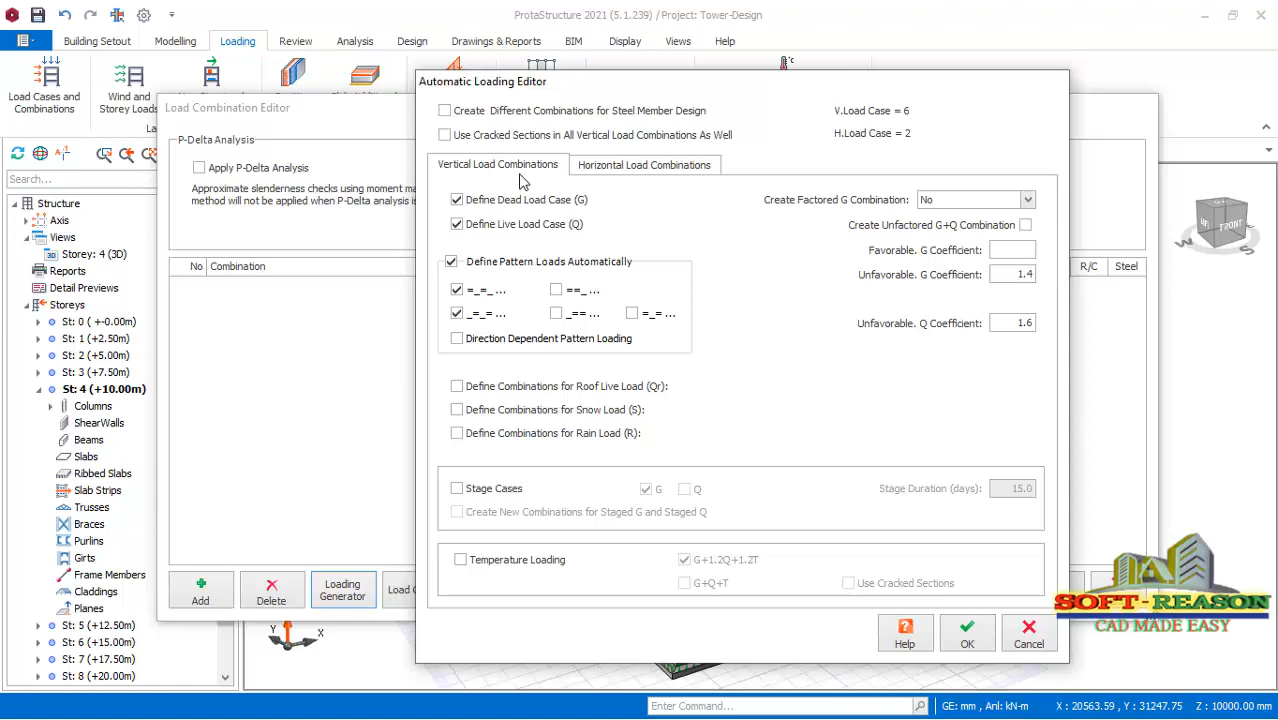 ProtaStructure 2021 (5.1.239) / Project: Tower-Design
Building Setout Modelling Loading Review Analysis Design Drawings & Reports BIM Display Views Help
Load Cases and Combinations
Wind and Storey Loads
Load Combination Editor
P-Delta Analysis
Apply P-Delta Analysis
Approximate slenderness checks using moment ma
method will not be applied when P-Delta analysis is
No Combination
R/C Steel
Search...
Structure
Axis
Views
Storey: 4 (3D)
Reports
Detail Previews
Storeys
St: 0 ( +-0.00m)
St: 1 (+2.50m)
St: 2 (+5.00m)
St: 3 (+7.50m)
St: 4 (+10.00m)
Columns
ShearWalls
Beams
Slabs
Ribbed Slabs
Slab Strips
Trusses
Braces
Purlins
Girts
Frame Members
Claddings
Planes
St: 5 (+12.50m)
St: 6 (+15.00m)
St: 7 (+17.50m)
St: 8 (+20.00m)
Add
Delete
Loading Generator
Load C
Automatic Loading Editor
Create Different Combinations for Steel Member Design
V.Load Case = 6
Use Cracked Sections in All Vertical Load Combinations As Well
H.Load Case = 2
Vertical Load Combinations
Horizontal Load Combinations
Define Dead Load Case (G)
Create Factored G Combination: No
Define Live Load Case (Q)
Create Unfactored G+Q Combination
Favorable. G Coefficient:
Define Pattern Loads Automatically
Unfavorable. G Coefficient: 1.4
=_=_ ...
==_ ...
_=_= ...
_== ...
=_= ...
Unfavorable. Q Coefficient: 1.6
Direction Dependent Pattern Loading
Define Combinations for Roof Live Load (Qr):
Define Combinations for Snow Load (S):
Define Combinations for Rain Load (R):
Stage Cases
G
Q
Stage Duration (days): 15.0
Create New Combinations for Staged G and Staged Q
Temperature Loading
G+1.2Q+1.2T
G+Q+T
Use Cracked Sections
Help
OK
Cancel
FRONT
W
S
Y
X
SOFT-REASON
CAD MADE EASY
Enter Command...
GE: mm , Anl: kN-m
X : 20563.59 , Y : 31247.75
Z : 10000.00 mm